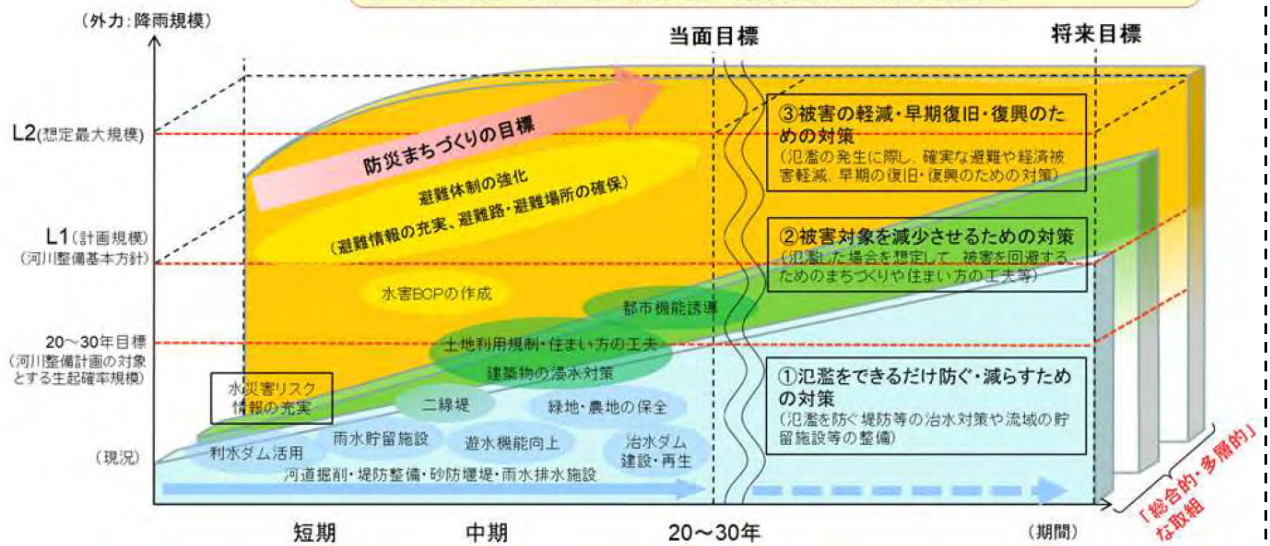 (外力:降雨規模)
当面目標
将来目標
L2(想定最大規模)
防災まちづくりの目標
避難体制の強化
(避難情報の充実、避難路・避難場所の確保)
③被害の軽減・早期復旧・復興のた
めの対策
(氾濫の発生に際し、確実な避難や経済被
害軽減、早期の復旧・復興のための対策)
L1(計画規模)
(河川整備基本方針)
②被害対象を減少させるための対策
(氾濫した場合を想定して、被害を回避する
ためのまちづくりや住まい方の工夫等)
水害BCPの作成
都市機能誘導
20~30年目標
(河川整備計画の対象
とする生起確率規模)
土地利用規制・住まい方の工夫
建築物の浸水対策
水災害リスク
情報の充実
二線堤
緑地・農地の保全
①氾濫をできるだけ防ぐ・減らすため
の対策
(氾濫を防ぐ堤防等の治水対策や流域の貯
留施設等の整備)
(現況)
利水ダム活用
雨水貯留施設
遊水機能向上
治水ダム
建設・再生
河道掘削・堤防整備・砂防堰堤・雨水排水施設
「総合的・多層的」
な取組
短期
中期
20~30年
(期間)